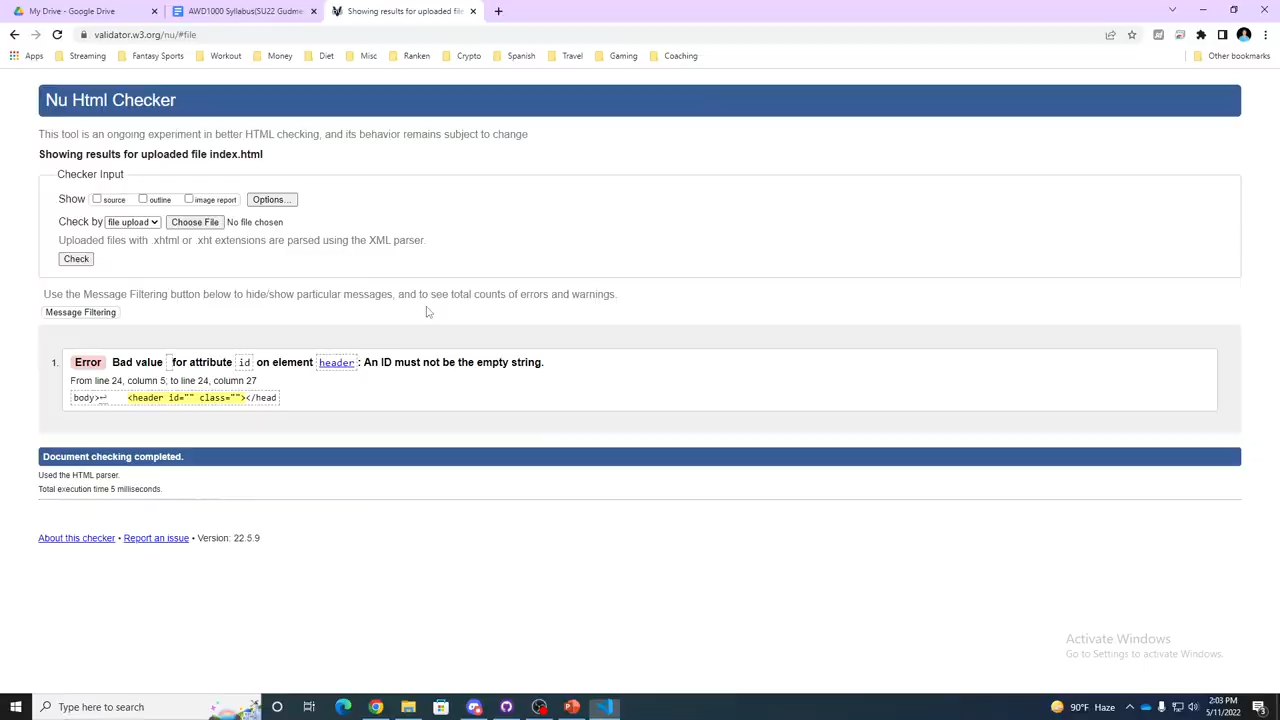 My Drive - Google Drive
AWD1000 Syllabus(SU22 Gudme
Showing results for uploaded file
validator.w3.org/nu/#file
Apps
Streaming
Fantasy Sports
Workout
Money
Diet
Misc
Ranken
Crypto
Spanish
Travel
Gaming
Coaching
Other bookmarks
Nu Html Checker
This tool is an ongoing experiment in better HTML checking, and its behavior remains subject to change
Showing results for uploaded file index.html
Checker Input
Show source outline image report Options...
Check by file upload Choose File No file chosen
Uploaded files with .xhtml or .xht extensions are parsed using the XML parser.
Check
Use the Message Filtering button below to hide/show particular messages, and to see total counts of errors and warnings.
Message Filtering
1. Error Bad value for attribute id on element header: An ID must not be the empty string.
From line 24, column 5; to line 24, column 27
body>↩ <header id="" class=""></head
Document checking completed.
Used the HTML parser.
Total execution time 5 milliseconds.
About this checker • Report an issue • Version: 22.5.9
Activate Windows
Go to Settings to activate Windows.
Type here to search
90°F Haze
2:03 PM
5/11/2022
3